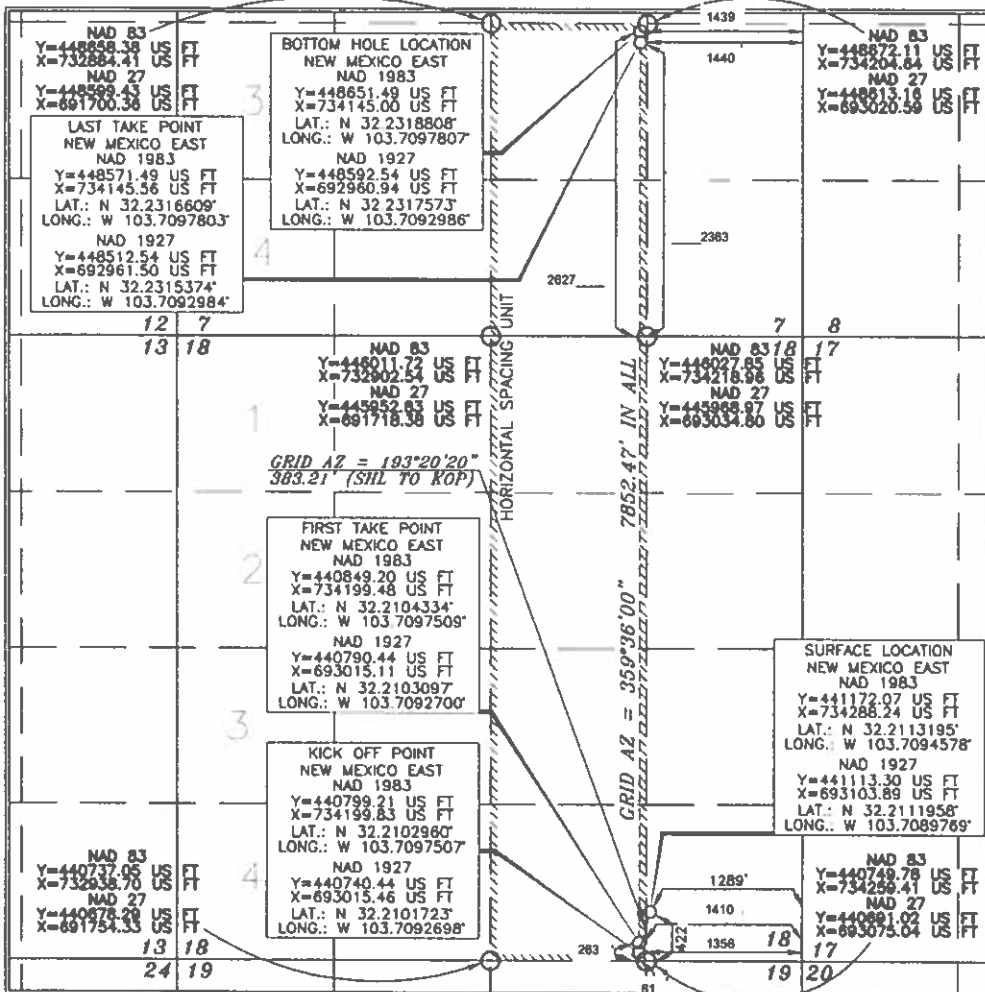 NAD 83
Y=448658.38 US FT
X=732884.41 US FT
NAD 27
Y=448599.43 US FT
X=691700.36 US FT
3
BOTTOM HOLE LOCATION
NEW MEXICO EAST
NAD 1983
Y=448651.49 US FT
X=734145.00 US FT
LAT.: N 32.2318808°
LONG.: W 103.7097807°
NAD 1927
Y=448592.54 US FT
X=692960.94 US FT
LAT.: N 32.2317573°
LONG.: W 103.7092986°
1439
1440
NAD 83
Y=448672.11 US FT
X=734204.64 US FT
NAD 27
Y=448613.16 US FT
X=693020.59 US FT
LAST TAKE POINT
NEW MEXICO EAST
NAD 1983
Y=448571.49 US FT
X=734145.56 US FT
LAT.: N 32.2316609°
LONG.: W 103.7097803°
NAD 1927
Y=448512.54 US FT
X=692961.50 US FT
LAT.: N 32.2315374°
LONG.: W 103.7092984°
4
2627
2363
12 7
13 18
7 8
18 17
NAD 83
Y=446011.72 US FT
X=732902.54 US FT
NAD 27
Y=445952.83 US FT
X=691718.38 US FT
HORIZONTAL SPACING UNIT
NAD 83
Y=446027.85 US FT
X=734218.96 US FT
NAD 27
Y=445968.97 US FT
X=693034.80 US FT
1
GRID AZ = 193°20'20"
383.21' (SHL TO KOP)
GRID AZ = 359°36'00" 7852.47' IN ALL
2
FIRST TAKE POINT
NEW MEXICO EAST
NAD 1983
Y=440849.20 US FT
X=734199.48 US FT
LAT.: N 32.2104334°
LONG.: W 103.7097509°
NAD 1927
Y=440790.44 US FT
X=693015.11 US FT
LAT.: N 32.2103097°
LONG.: W 103.7092700°
3
SURFACE LOCATION
NEW MEXICO EAST
NAD 1983
Y=441172.07 US FT
X=734288.24 US FT
LAT.: N 32.2113195°
LONG.: W 103.7094578°
NAD 1927
Y=441113.30 US FT
X=693103.89 US FT
LAT.: N 32.2111958°
LONG.: W 103.7089769°
KICK OFF POINT
NEW MEXICO EAST
NAD 1983
Y=440799.21 US FT
X=734199.83 US FT
LAT.: N 32.2102960°
LONG.: W 103.7097507°
NAD 1927
Y=440740.44 US FT
X=693015.46 US FT
LAT.: N 32.2101723°
LONG.: W 103.7092698°
4
NAD 83
Y=440737.05 US FT
X=732938.70 US FT
NAD 27
Y=440678.29 US FT
X=691754.33 US FT
13 18
24 19
1289'
1410
422
263
1356
61
18 17
19 20
NAD 83
Y=440749.78 US FT
X=734259.41 US FT
NAD 27
Y=440691.02 US FT
X=693075.04 US FT